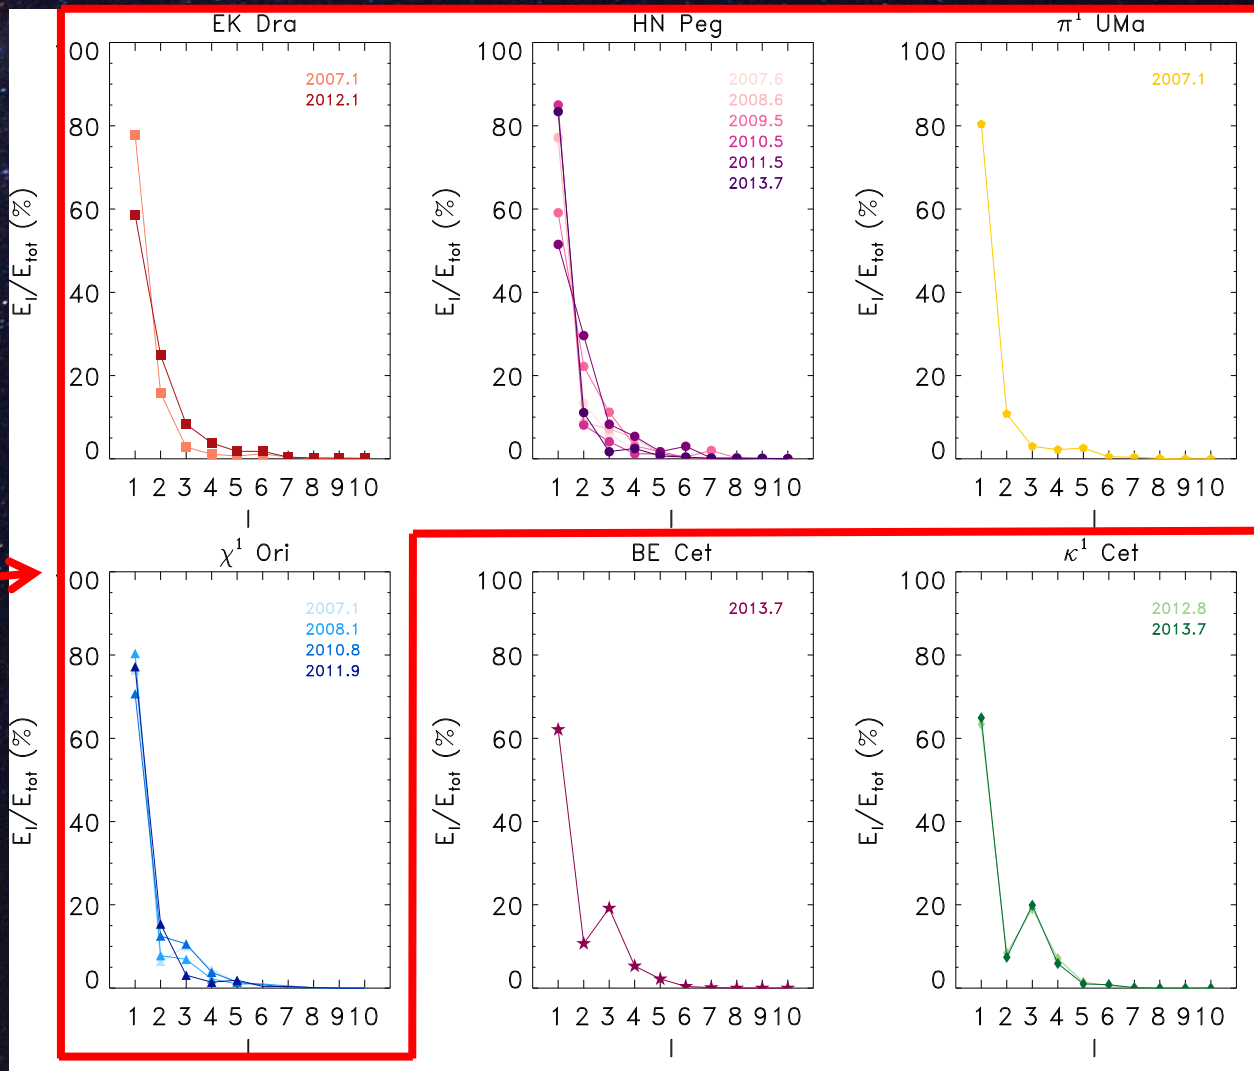 EK Dra
00
80
60
40
20
0
E_l/E_tot (%)
2007.1
2012.1
1 2 3 4 5 6 7 8 9 10
l
HN Peg
100
80
60
40
20
0
E_l/E_tot (%)
2007.6
2008.6
2009.5
2010.5
2011.5
2013.7
1 2 3 4 5 6 7 8 9 10
l
π¹ UMa
100
80
60
40
20
0
E_l/E_tot (%)
2007.1
1 2 3 4 5 6 7 8 9 10
l
χ¹ Ori
00
80
60
40
20
0
E_l/E_tot (%)
2007.1
2008.1
2010.8
2011.9
1 2 3 4 5 6 7 8 9 10
l
BE Cet
100
80
60
40
20
0
E_l/E_tot (%)
2013.7
1 2 3 4 5 6 7 8 9 10
l
κ¹ Cet
100
80
60
40
20
0
E_l/E_tot (%)
2012.8
2013.7
1 2 3 4 5 6 7 8 9 10
l